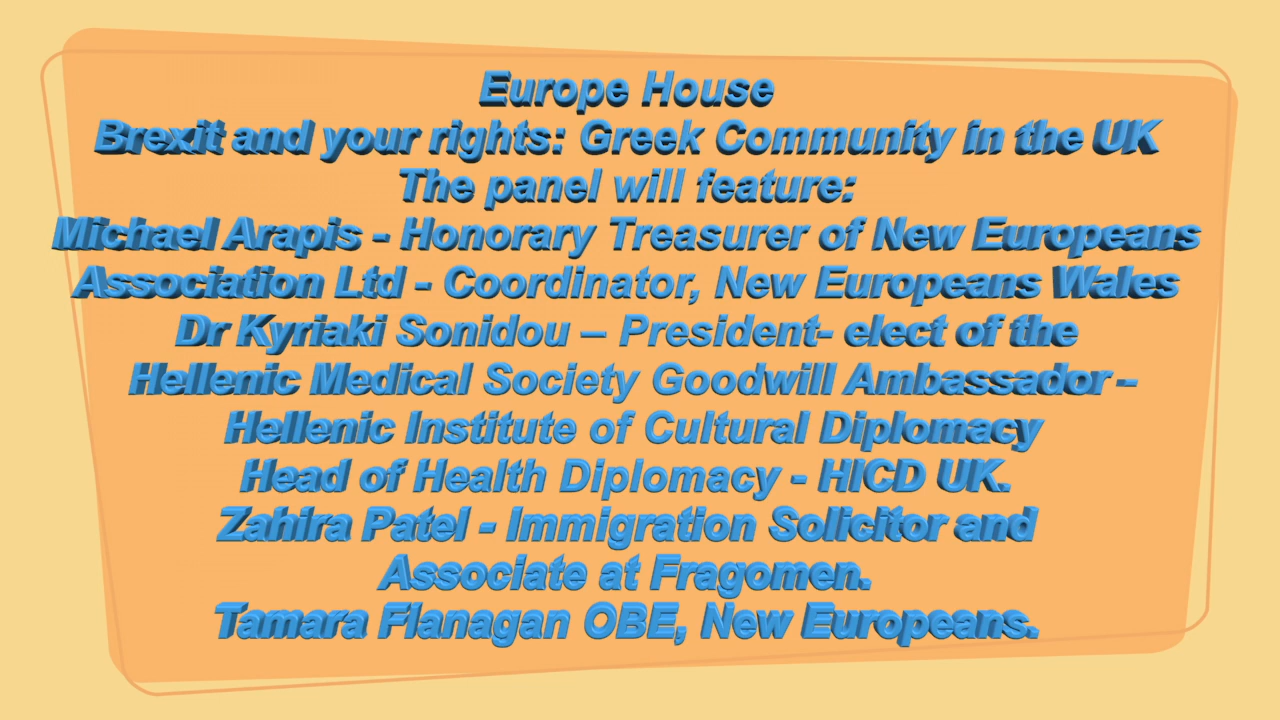 Europe House
Brexit and your rights: Greek Community in the UK
The panel will feature:
Michael Arapis - Honorary Treasurer of New Europeans
Association Ltd - Coordinator, New Europeans Wales
Dr Kyriaki Sonidou – President- elect of the
Hellenic Medical Society Goodwill Ambassador -
Hellenic Institute of Cultural Diplomacy
Head of Health Diplomacy - HICD UK.
Zahira Patel - Immigration Solicitor and
Associate at Fragomen.
Tamara Flanagan OBE, New Europeans.